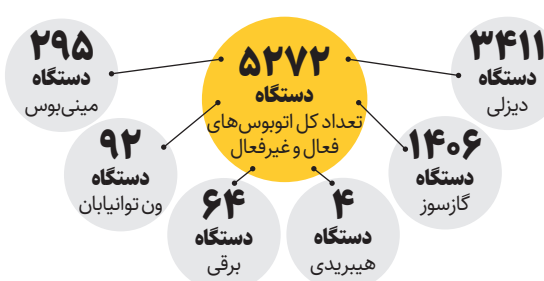 ۵۲۷۲
دستگاه
تعداد کل اتوبوس‌های
فعال و غیرفعال
۳۴۱۱
دستگاه
دیزلی
۱۴۰۶
دستگاه
گازسوز
۴
دستگاه
هیبریدی
۶۴
دستگاه
برقی
۹۲
دستگاه
ون توانیابان
۲۹۵
دستگاه
مینی‌بوس